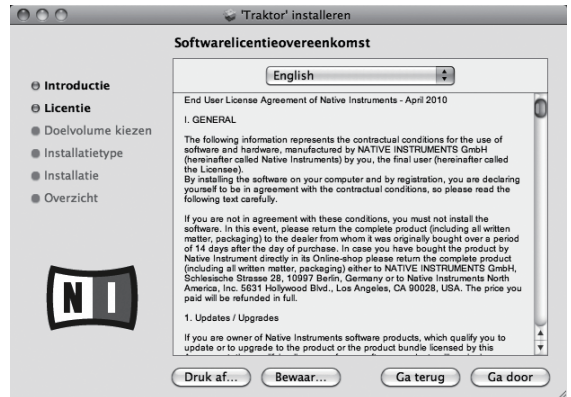 'Traktor' installeren
Softwarelicentieovereenkomst
Introductie
Licentie
Doelvolume kiezen
Installatietype
Installatie
Overzicht
NI
English
End User License Agreement of Native Instruments - April 2010
I. GENERAL
The following information represents the contractual conditions for the use of
software and hardware, manufactured by NATIVE INSTRUMENTS GmbH
(hereinafter called Native Instruments) by you, the final user (hereinafter called
the Licensee).
By installing the software on your computer and by registration, you are declaring
yourself to be in agreement with the contractual conditions, so please read the
following text carefully.
If you are not in agreement with these conditions, you must not install the
software. In this event, please return the complete product (including all written
matter, packaging) to the dealer from whom it was originally bought over a period
of 14 days after the day of purchase. In case you have bought the product by
Native Instrument directly in its Online-shop please return the complete product
(including all written matter, packaging) either to NATIVE INSTRUMENTS GmbH,
Schlesische Strasse 28, 10997 Berlin, Germany or to Native Instruments North
America, Inc. 5631 Hollywood Blvd., Los Angeles, CA 90028, USA. The price you
paid will be refunded in full.
1. Updates / Upgrades
If you are owner of Native Instruments software products, which qualify you to
update or to upgrade to the product or the product bundle licensed by this
Druk af...
Bewaar...
Ga terug
Ga door